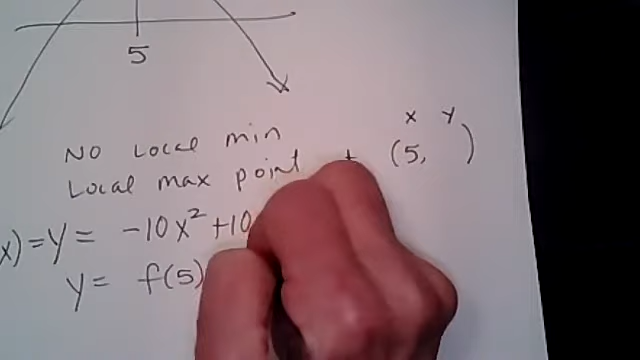 5
x y
No Local min
Local max point (5, )
x) = y = -10x² + 10
y = f(5)